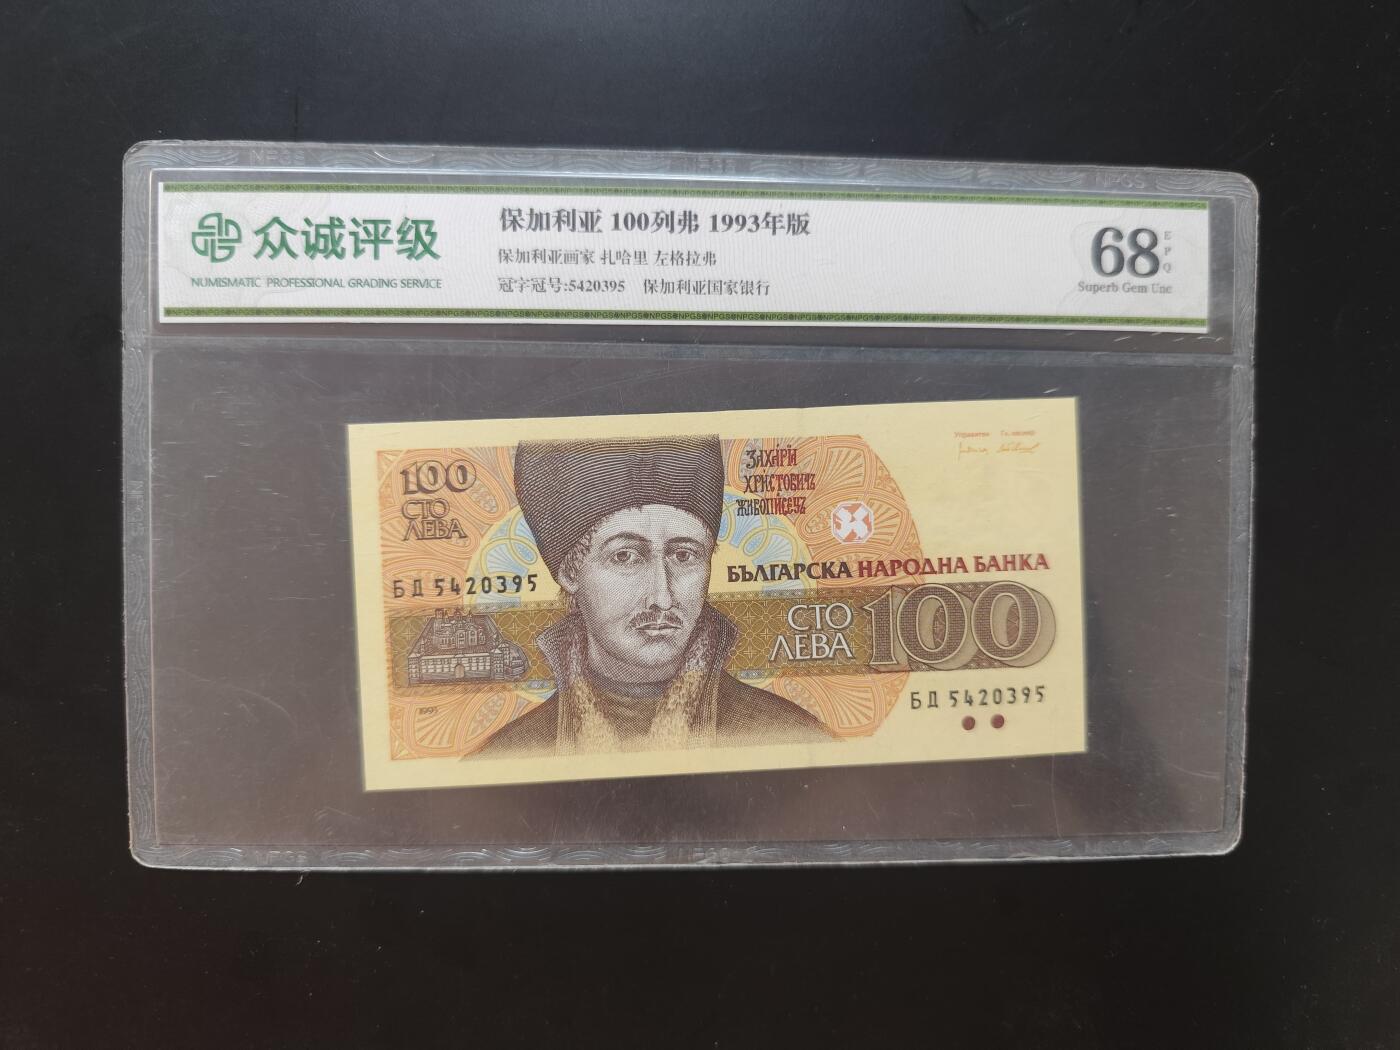 众诚评级
NUMISMATIC PROFESSIONAL GRADING SERVICE
保加利亚 100列弗 1993年版
保加利亚画家 扎哈里 左格拉弗
冠字冠号:5420395 保加利亚国家银行
68
EPQ
Superb Gem Unc
100
СТО
ЛЕВА
БД 5420395
1993
ЗАХАРІА
ХРІСТОВИЧЪ
ЖИВОПИСЕЦЪ
БЪЛГАРСКА НАРОДНА БАНКА
СТО
ЛЕВА
100
БД 5420395